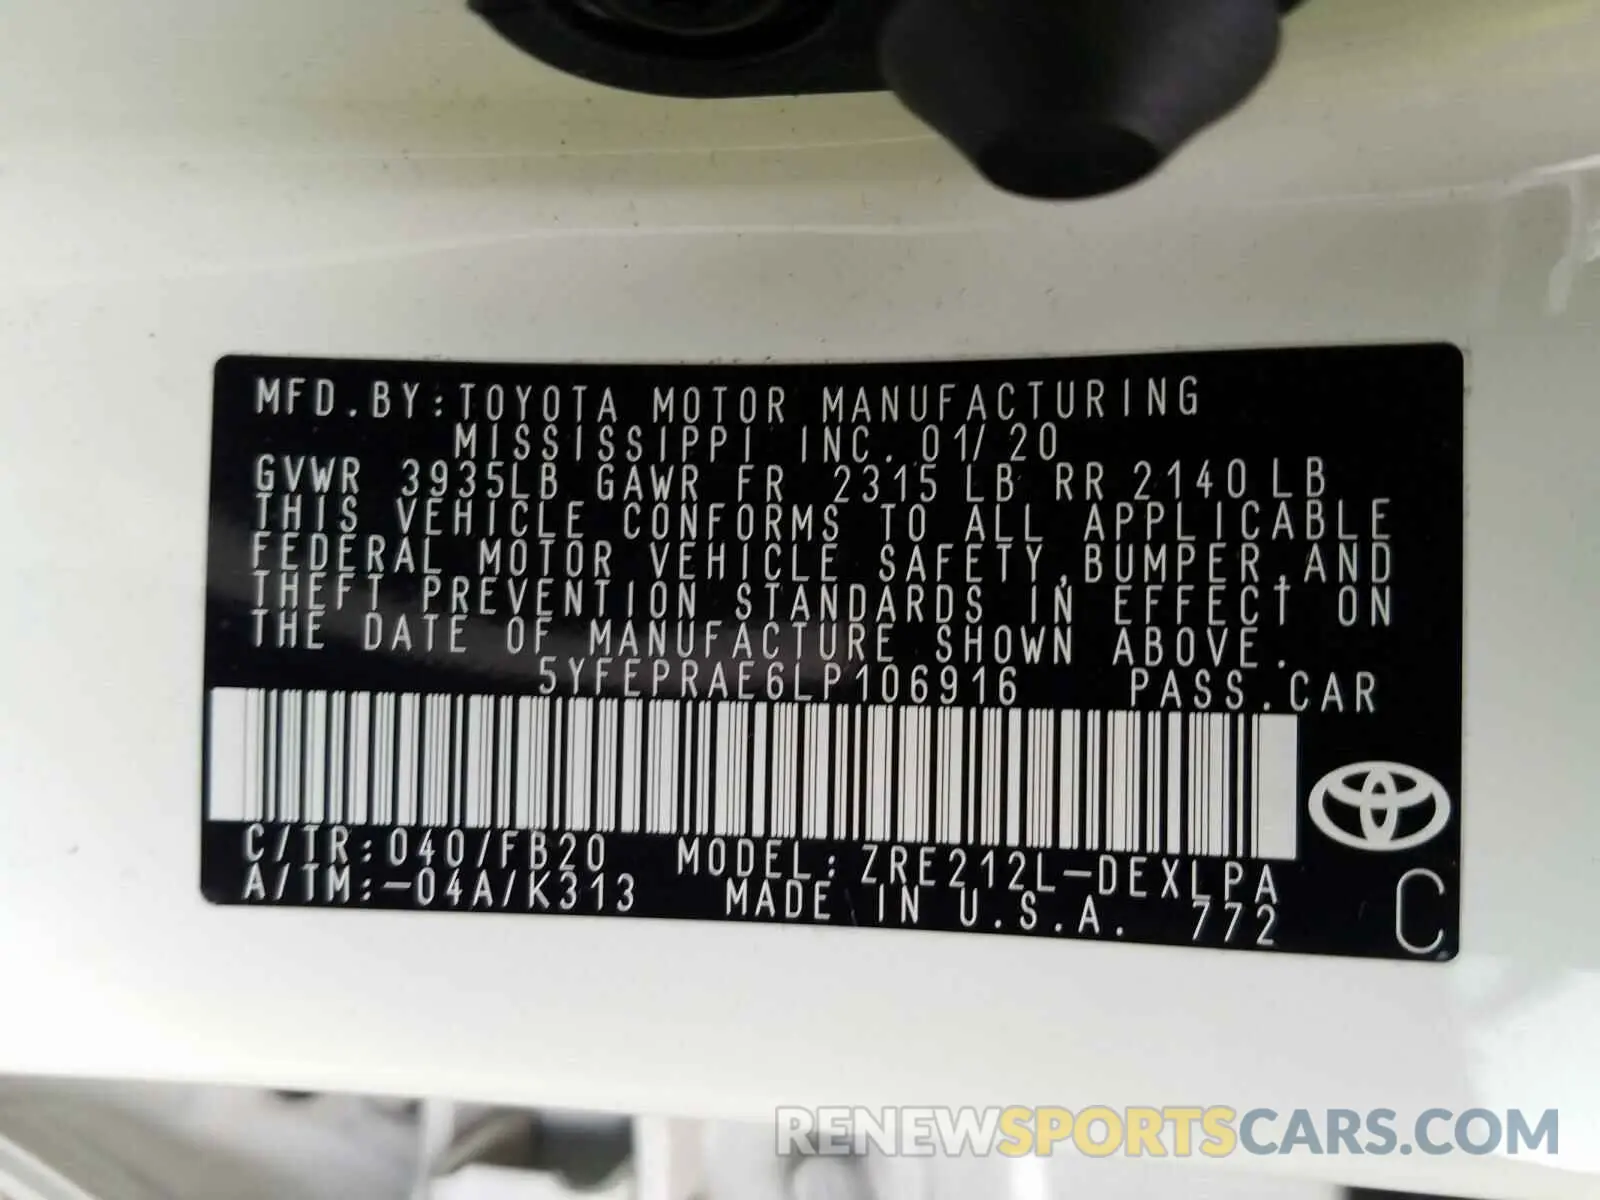 MFD.BY:TOYOTA MOTOR MANUFACTURING
MISSISSIPPI INC. 01/20
GVWR 3935LB GAWR FR 2315 LB RR 2140 LB
THIS VEHICLE CONFORMS TO ALL APPLICABLE
FEDERAL MOTOR VEHICLE SAFETY, BUMPER, AND
THEFT PREVENTION STANDARDS IN EFFECT ON
THE DATE OF MANUFACTURE SHOWN ABOVE.
5YFEPRAE6LP106916 PASS.CAR
C/TR:040/FB20 MODEL: ZRE212L-DEXLPA
A/TM:-04A/K313 MADE IN U.S.A. 772
C
RENEWSPORTSCARS.COM